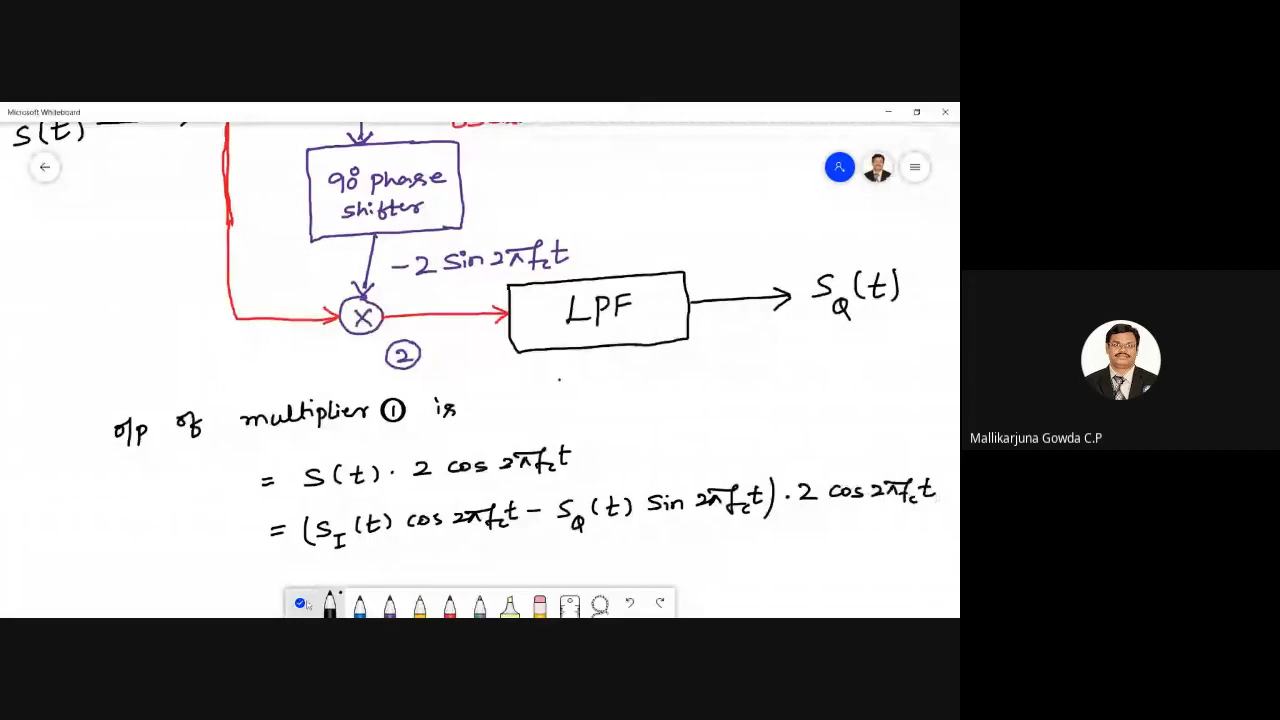 Microsoft Whiteboard
s(t)
90° phase
shifter
-2 sin 2πf_c t
X
LPF
S_Q(t)
2
o/p of multiplier ① is
= S(t) · 2 cos 2πf_c t
= (S_I(t) cos 2πf_c t - S_Q(t) sin 2πf_c t) · 2 cos 2πf_c t
Mallikarjuna Gowda C.P